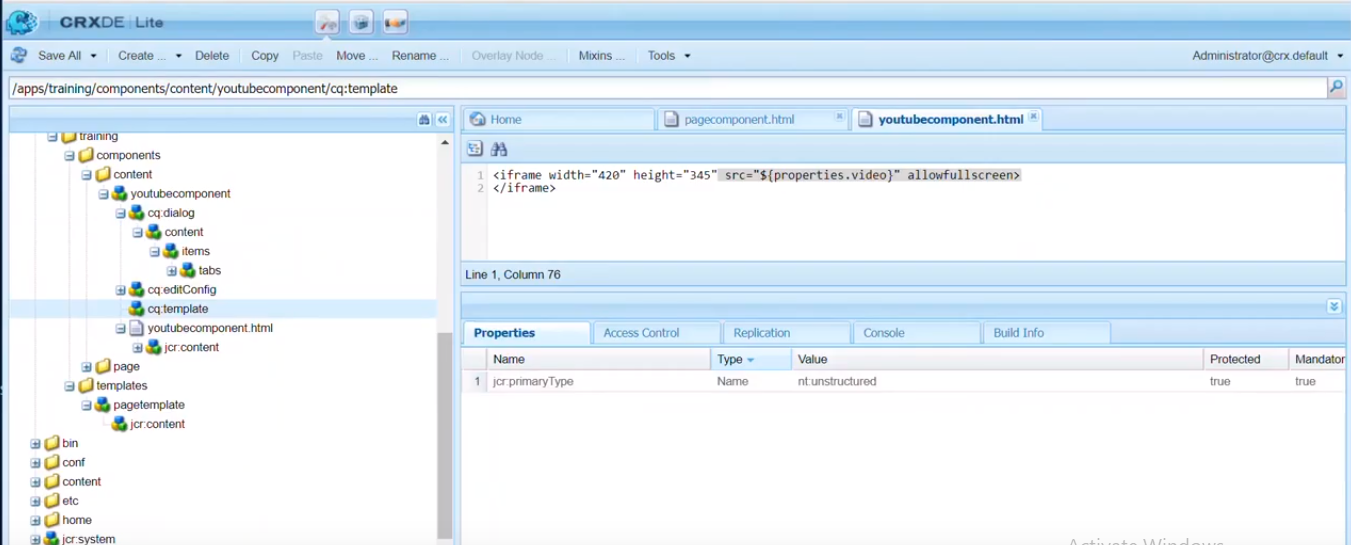 CRXDE | Lite
Save All Create ... Delete Copy Paste Move ... Rename ... Overlay Node ... Mixins ... Tools Administrator@crx.default
/apps/training/components/content/youtubecomponent/cq:template
Home pagecomponent.html youtubecomponent.html
training
components
content
youtubecomponent
cq:dialog
content
items
tabs
cq:editConfig
cq:template
youtubecomponent.html
jcr:content
page
templates
pagetemplate
jcr:content
bin
conf
content
etc
home
jcr:system
1 <iframe width="420" height="345" src="${properties.video}" allowfullscreen>
2 </iframe>
Line 1, Column 76
Properties Access Control Replication Console Build Info
Name Type Value Protected Mandator
1 jcr:primaryType Name nt:unstructured true true
Activate Windows